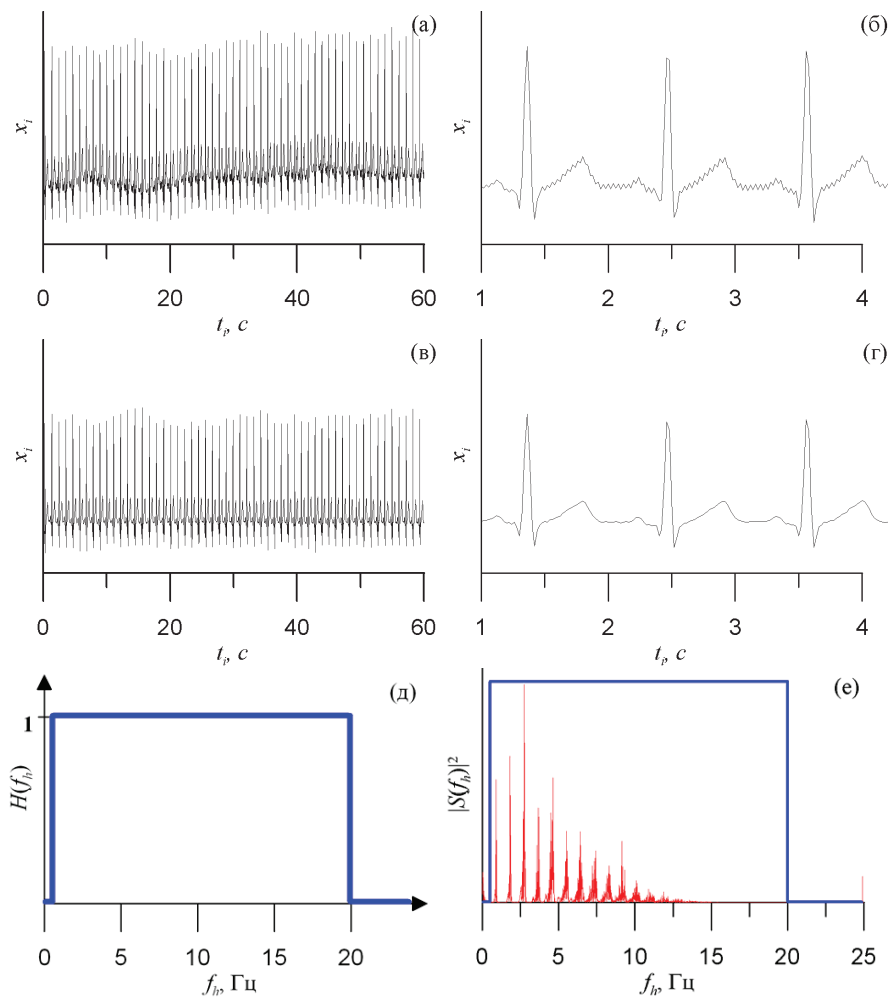 (а)
x_i
0 20 40 60
t_i, с
(б)
x_i
1 2 3 4
t_i, с
(в)
x_i
0 20 40 60
t_i, с
(г)
x_i
1 2 3 4
t_i, с
(д)
1
H(f_h)
0 5 10 15 20
f_h, Гц
(е)
|S(f_h)|²
0 5 10 15 20 25
f_h, Гц